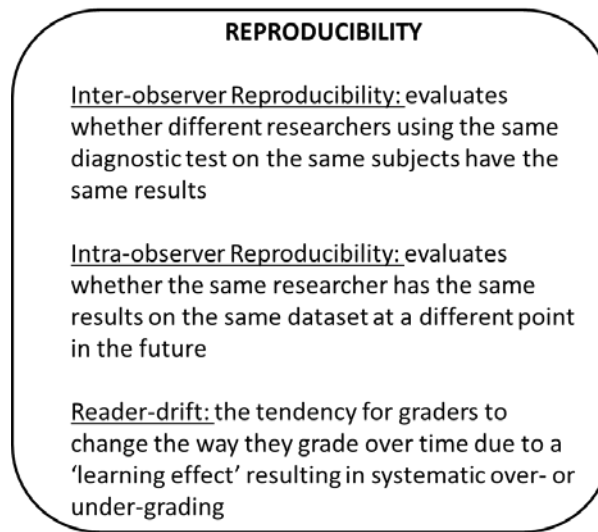 REPRODUCIBILITY
Inter-observer Reproducibility: evaluates
whether different researchers using the same
diagnostic test on the same subjects have the
same results
Intra-observer Reproducibility: evaluates
whether the same researcher has the same
results on the same dataset at a different point
in the future
Reader-drift: the tendency for graders to
change the way they grade over time due to a
‘learning effect’ resulting in systematic over- or
under-grading